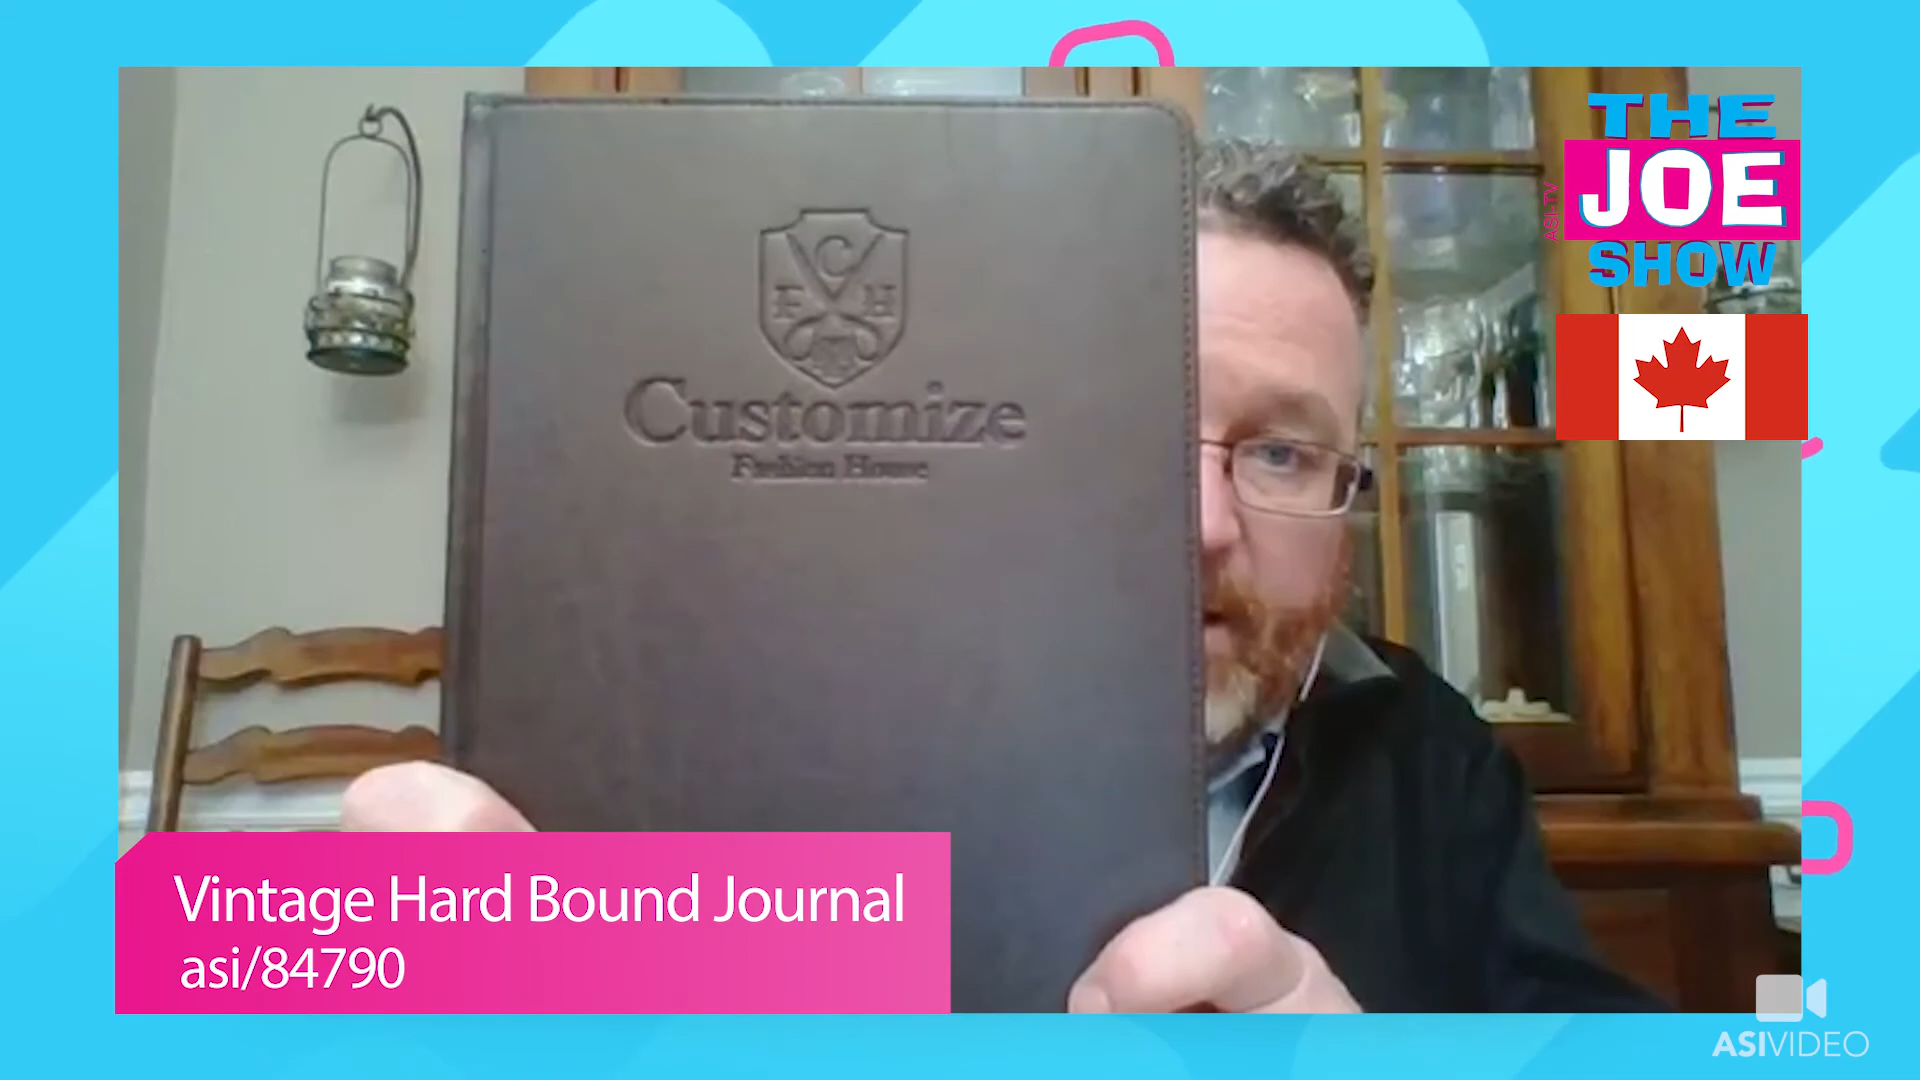 THE
JOE
SHOW
ASI-TV
C
F H
Customize
Fashion House
Vintage Hard Bound Journal
asi/84790
ASIVIDEO